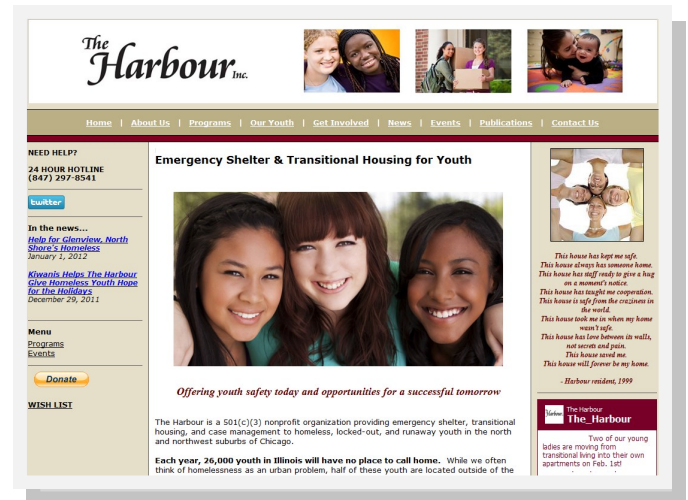 The
Harbour Inc.
Home | About Us | Programs | Our Youth | Get Involved | News | Events | Publications | Contact Us
NEED HELP?
24 HOUR HOTLINE
(847) 297-8541
twitter
In the news...
Help for Glenview, North
Shore's Homeless
January 1, 2012
Kiwanis Helps The Harbour
Give Homeless Youth Hope
for the Holidays
December 29, 2011
Menu
Programs
Events
Donate
WISH LIST
Emergency Shelter & Transitional Housing for Youth
Offering youth safety today and opportunities for a successful tomorrow
The Harbour is a 501(c)(3) nonprofit organization providing emergency shelter, transitional
housing, and case management to homeless, locked-out, and runaway youth in the north
and northwest suburbs of Chicago.
Each year, 26,000 youth in Illinois will have no place to call home. While we often
think of homelessness as an urban problem, half of these youth are located outside of the
This house has kept me safe.
This house always has someone home.
This house has staff ready to give a hug
on a moment's notice.
This house has taught me cooperation.
This house is safe from the craziness in
the world.
This house took me in when my home
wasn't safe.
This house has love between its walls,
not secrets and pain.
This house saved me.
This house will forever be my home.
- Harbour resident, 1999
Harbour
The Harbour
The_Harbour
Two of our young
ladies are moving from
transitional living into their own
apartments on Feb. 1st!